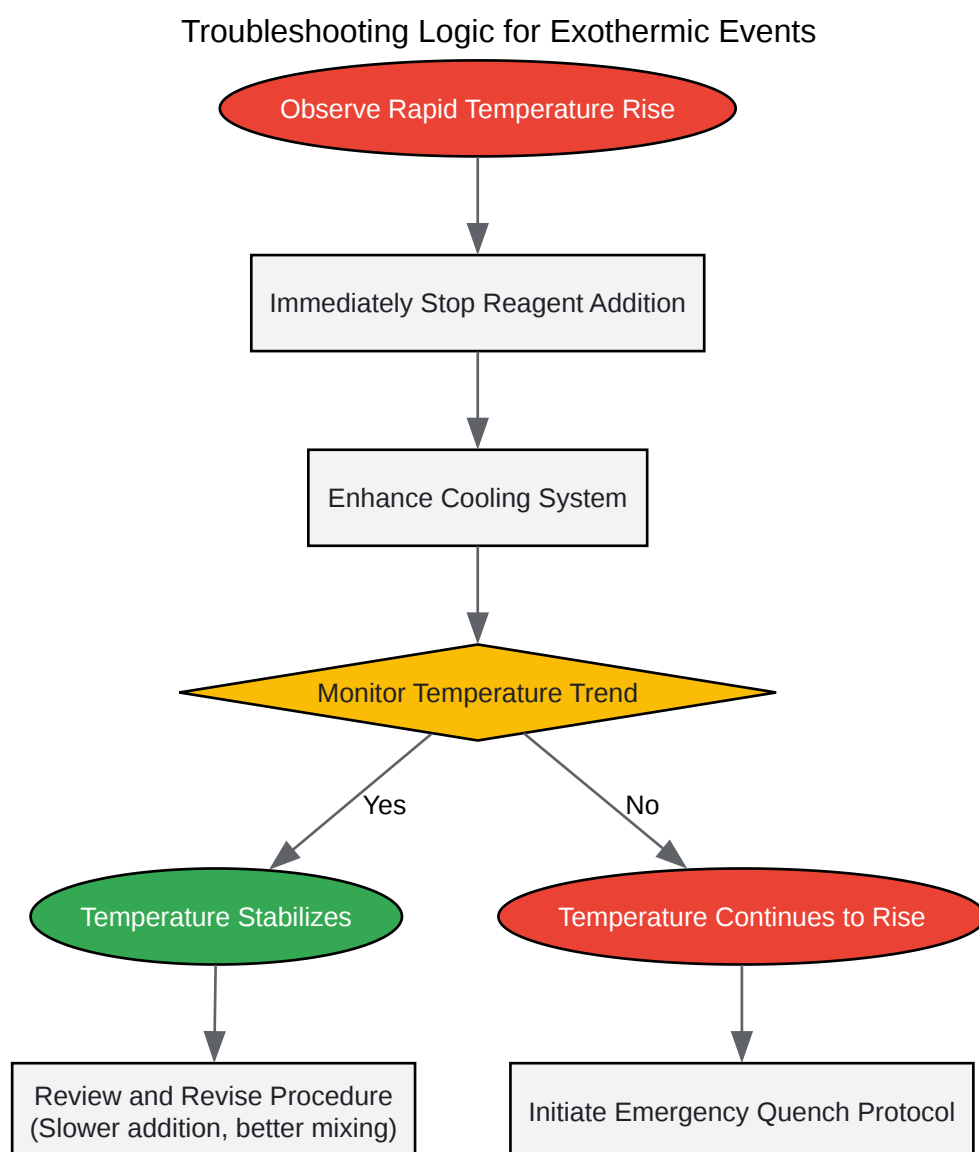 Troubleshooting Logic for Exothermic Events
Observe Rapid Temperature Rise
Immediately Stop Reagent Addition
Enhance Cooling System
Monitor Temperature Trend
Yes
No
Temperature Stabilizes
Temperature Continues to Rise
Review and Revise Procedure
(Slower addition, better mixing)
Initiate Emergency Quench Protocol